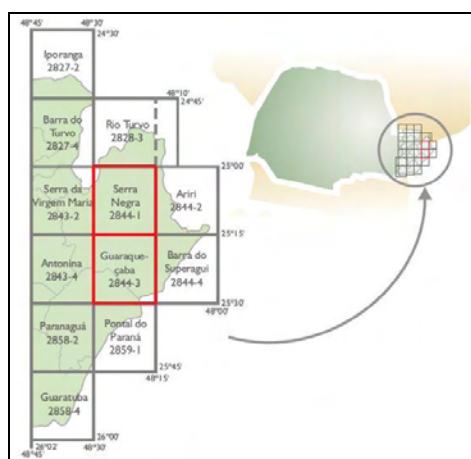 48°45' 48°30'
24°30'
Iporanga
2827-2
48°10'
24°45'
Barra do
Turvo
2827-4
Rio Turvo
2828-3
25°00'
Serra da
Virgem Maria
2843-2
Serra
Negra
2844-1
Ariri
2844-2
25°15'
Antonina
2843-4
Guaraque-
çaba
2844-3
Barra do
Superagui
2844-4
25°30'
48°00'
Paranaguá
2858-2
Pontal do
Paraná
2859-1
25°45'
48°15'
Guaratuba
2858-4
26°02'
26°00'
48°45' 48°30'